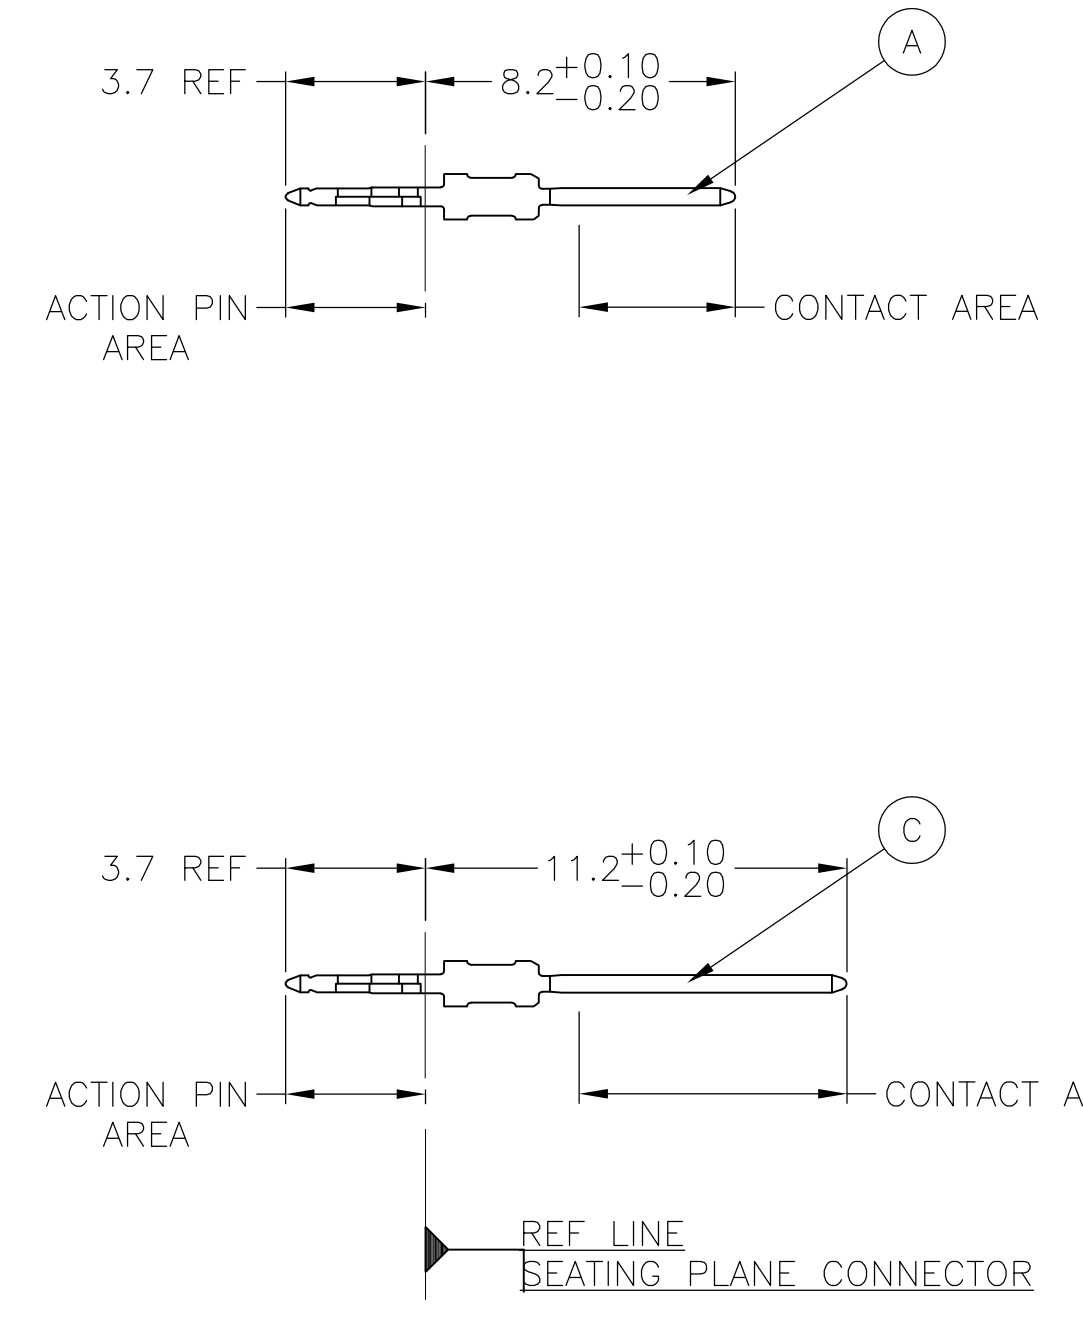 A
3.7 REF
8.2 +0.10
-0.20
ACTION PIN
AREA
CONTACT AREA
C
3.7 REF
11.2 +0.10
-0.20
ACTION PIN
AREA
CONTACT A
REF LINE
SEATING PLANE CONNECTOR